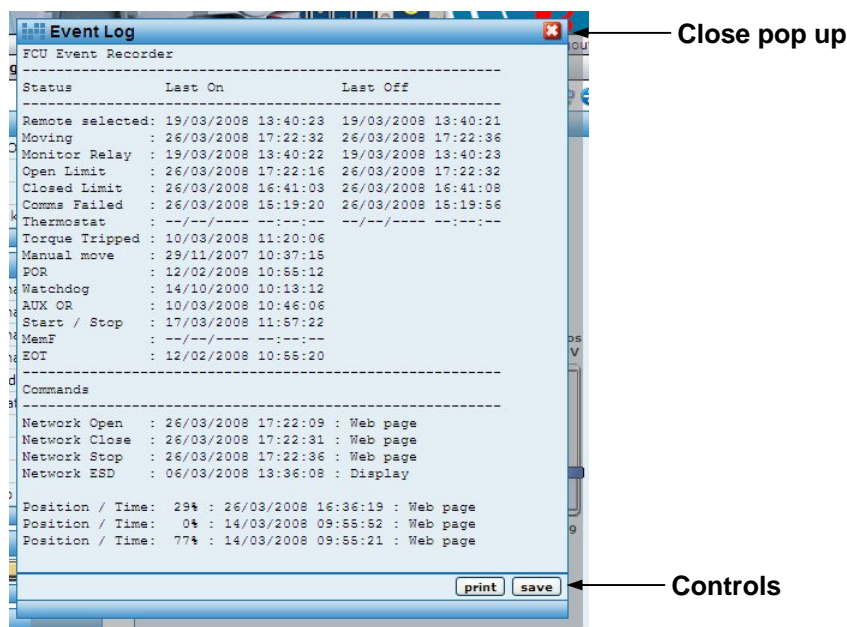 Event Log
Close pop up
FCU Event Recorder
--------------------------------------------------------
Status Last On Last Off
--------------------------------------------------------
Remote selected: 19/03/2008 13:40:23 19/03/2008 13:40:21
Moving : 26/03/2008 17:22:32 26/03/2008 17:22:36
Monitor Relay : 19/03/2008 13:40:22 19/03/2008 13:40:23
Open Limit : 26/03/2008 17:22:16 26/03/2008 17:22:32
Closed Limit : 26/03/2008 16:41:03 26/03/2008 16:41:08
Comms Failed : 26/03/2008 15:19:20 26/03/2008 15:19:56
Thermostat : --/--/---- --:--:-- --/--/---- --:--:--
Torque Tripped : 10/03/2008 11:20:06
Manual move : 29/11/2007 10:37:15
POR : 12/02/2008 10:55:12
Watchdog : 14/10/2000 10:13:12
AUX OR : 10/03/2008 10:46:06
Start / Stop : 17/03/2008 11:57:22
MemF : --/--/---- --:--:--
EOT : 12/02/2008 10:55:20
--------------------------------------------------------
Commands
--------------------------------------------------------
Network Open : 26/03/2008 17:22:09 : Web page
Network Close : 26/03/2008 17:22:31 : Web page
Network Stop : 26/03/2008 17:22:36 : Web page
Network ESD : 06/03/2008 13:36:08 : Display
Position / Time: 29% : 26/03/2008 16:36:19 : Web page
Position / Time: 0% : 14/03/2008 09:55:52 : Web page
Position / Time: 77% : 14/03/2008 09:55:21 : Web page
print save
Controls